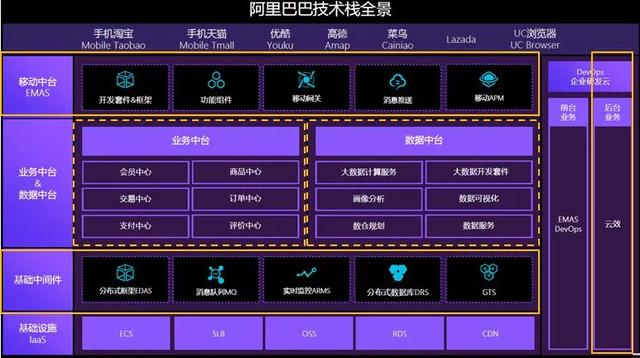 阿里巴巴技术栈全景
手机淘宝 手机天猫 优酷 高德 菜鸟 Lazada UC浏览器
Mobile Taobao Mobile Tmall Youku Amap Cainiao UC Browser
移动中台
EMAS
开发套件&框架 功能组件 移动网关 消息推送 移动APM
DevOps
企业研发云
前台
业务
后台
业务
业务中台
&
数据中台
业务中台 数据中台
会员中心 商品中心 大数据计算服务 大数据开发套件
交易中心 订单中心 画像分析 数据可视化
支付中心 评价中心 数仓规划 数据服务
EMAS
DevOps
云效
基础中间件
分布式框架EDAS 消息队列MQ 实时监控ARMS 分布式数据库DRS GTS
基础设施
IaaS
ECS SLB OSS RDS CDN